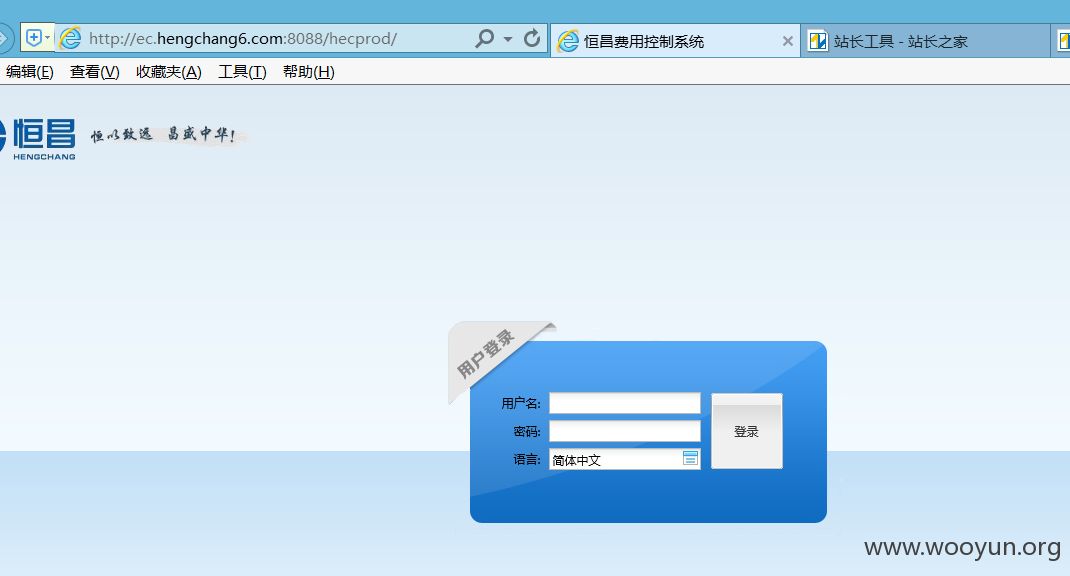 http://ec.hengchang6.com:8088/hecprod/
恒昌费用控制系统
站长工具 - 站长之家
编辑(E) 查看(V) 收藏夹(A) 工具(T) 帮助(H)
恒昌
HENGCHANG
恒以致远 昌盛中华!
用户登录
用户名:
密码:
登录
语言: 简体中文
www.wooyun.org